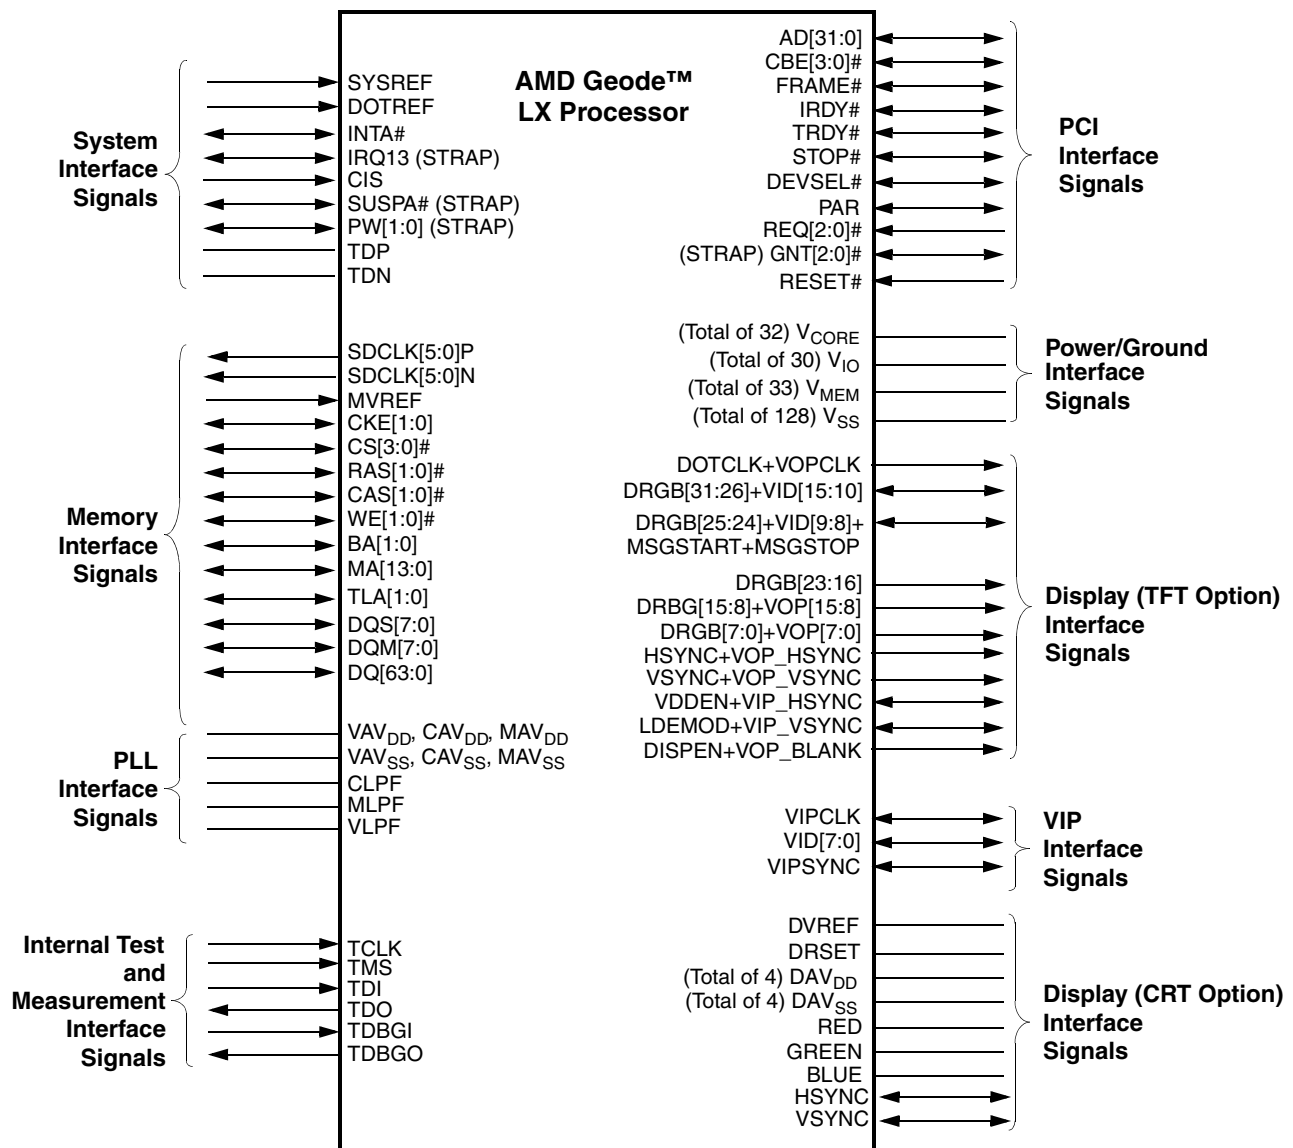 AMD Geode™
LX Processor
System
Interface
Signals
SYSREF
DOTREF
INTA#
IRQ13 (STRAP)
CIS
SUSPA# (STRAP)
PW[1:0] (STRAP)
TDP
TDN
Memory
Interface
Signals
SDCLK[5:0]P
SDCLK[5:0]N
MVREF
CKE[1:0]
CS[3:0]#
RAS[1:0]#
CAS[1:0]#
WE[1:0]#
BA[1:0]
MA[13:0]
TLA[1:0]
DQS[7:0]
DQM[7:0]
DQ[63:0]
PLL
Interface
Signals
VAVDD, CAVDD, MAVDD
VAVSS, CAVSS, MAVSS
CLPF
MLPF
VLPF
Internal Test
and
Measurement
Interface
Signals
TCLK
TMS
TDI
TDO
TDBGI
TDBGO
AD[31:0]
CBE[3:0]#
FRAME#
IRDY#
TRDY#
STOP#
DEVSEL#
PAR
REQ[2:0]#
(STRAP) GNT[2:0]#
RESET#
PCI
Interface
Signals
(Total of 32) VCORE
(Total of 30) VIO
(Total of 33) VMEM
(Total of 128) VSS
Power/Ground
Interface
Signals
DOTCLK+VOPCLK
DRGB[31:26]+VID[15:10]
DRGB[25:24]+VID[9:8]+
MSGSTART+MSGSTOP
DRGB[23:16]
DRBG[15:8]+VOP[15:8]
DRGB[7:0]+VOP[7:0]
HSYNC+VOP_HSYNC
VSYNC+VOP_VSYNC
VDDEN+VIP_HSYNC
LDEMOD+VIP_VSYNC
DISPEN+VOP_BLANK
Display (TFT Option)
Interface
Signals
VIPCLK
VID[7:0]
VIPSYNC
VIP
Interface
Signals
DVREF
DRSET
(Total of 4) DAVDD
(Total of 4) DAVSS
RED
GREEN
BLUE
HSYNC
VSYNC
Display (CRT Option)
Interface
Signals